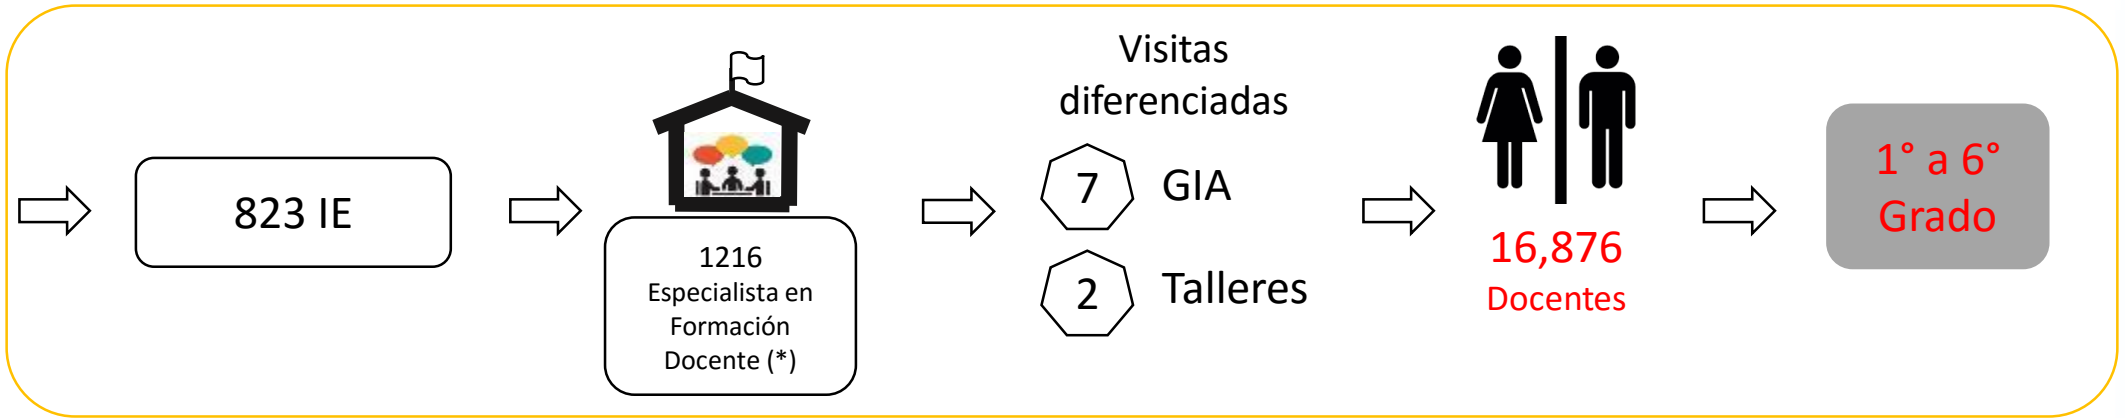 823 IE
1216
Especialista en
Formación
Docente (*)
Visitas
diferenciadas
7 GIA
2 Talleres
16,876
Docentes
1° a 6°
Grado